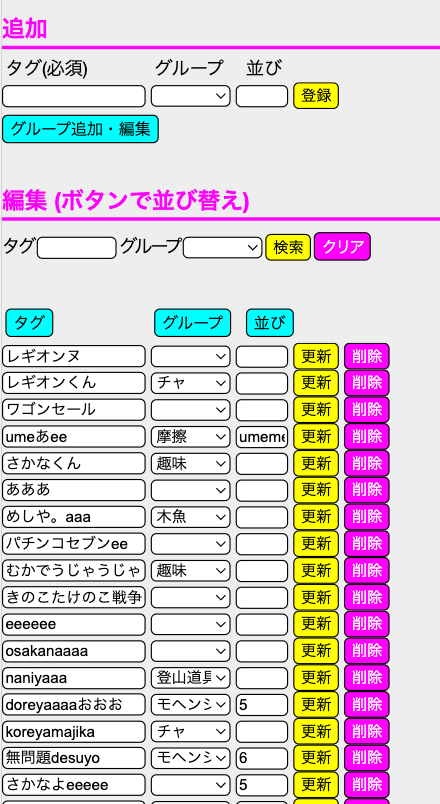 追加
タグ(必須) グループ 並び
登録
グループ追加・編集
編集 (ボタンで並び替え)
タグ グループ 検索 クリア
タグ グループ 並び
レギオンヌ 更新 削除
レギオンくん チャ 更新 削除
ワゴンセール 更新 削除
umeあee 摩擦 umeme 更新 削除
さかなくん 趣味 更新 削除
あああ 更新 削除
めしや。aaa 木魚 更新 削除
パチンコセブンee 更新 削除
むかでうじゃうじゃ 趣味 更新 削除
きのこたけのこ戦争 更新 削除
eeeeee 更新 削除
osakanaaaa 更新 削除
naniyaaa 登山道具 更新 削除
doreyaaaaおおお モヘンジ 5 更新 削除
koreyamajika チャ 更新 削除
無問題desuyo モヘンジ 6 更新 削除
さかなよeeeee 5 更新 削除